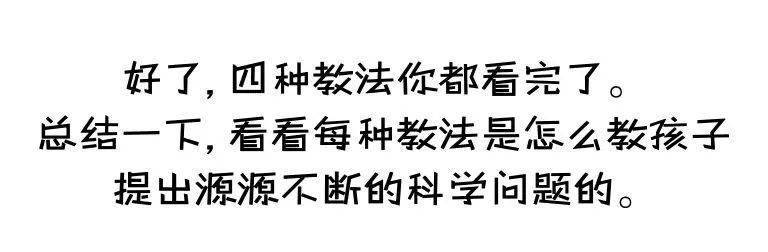 好了,四种教法你都看完了。
总结一下,看看每种教法是怎么教孩子
提出源源不断的科学问题的。